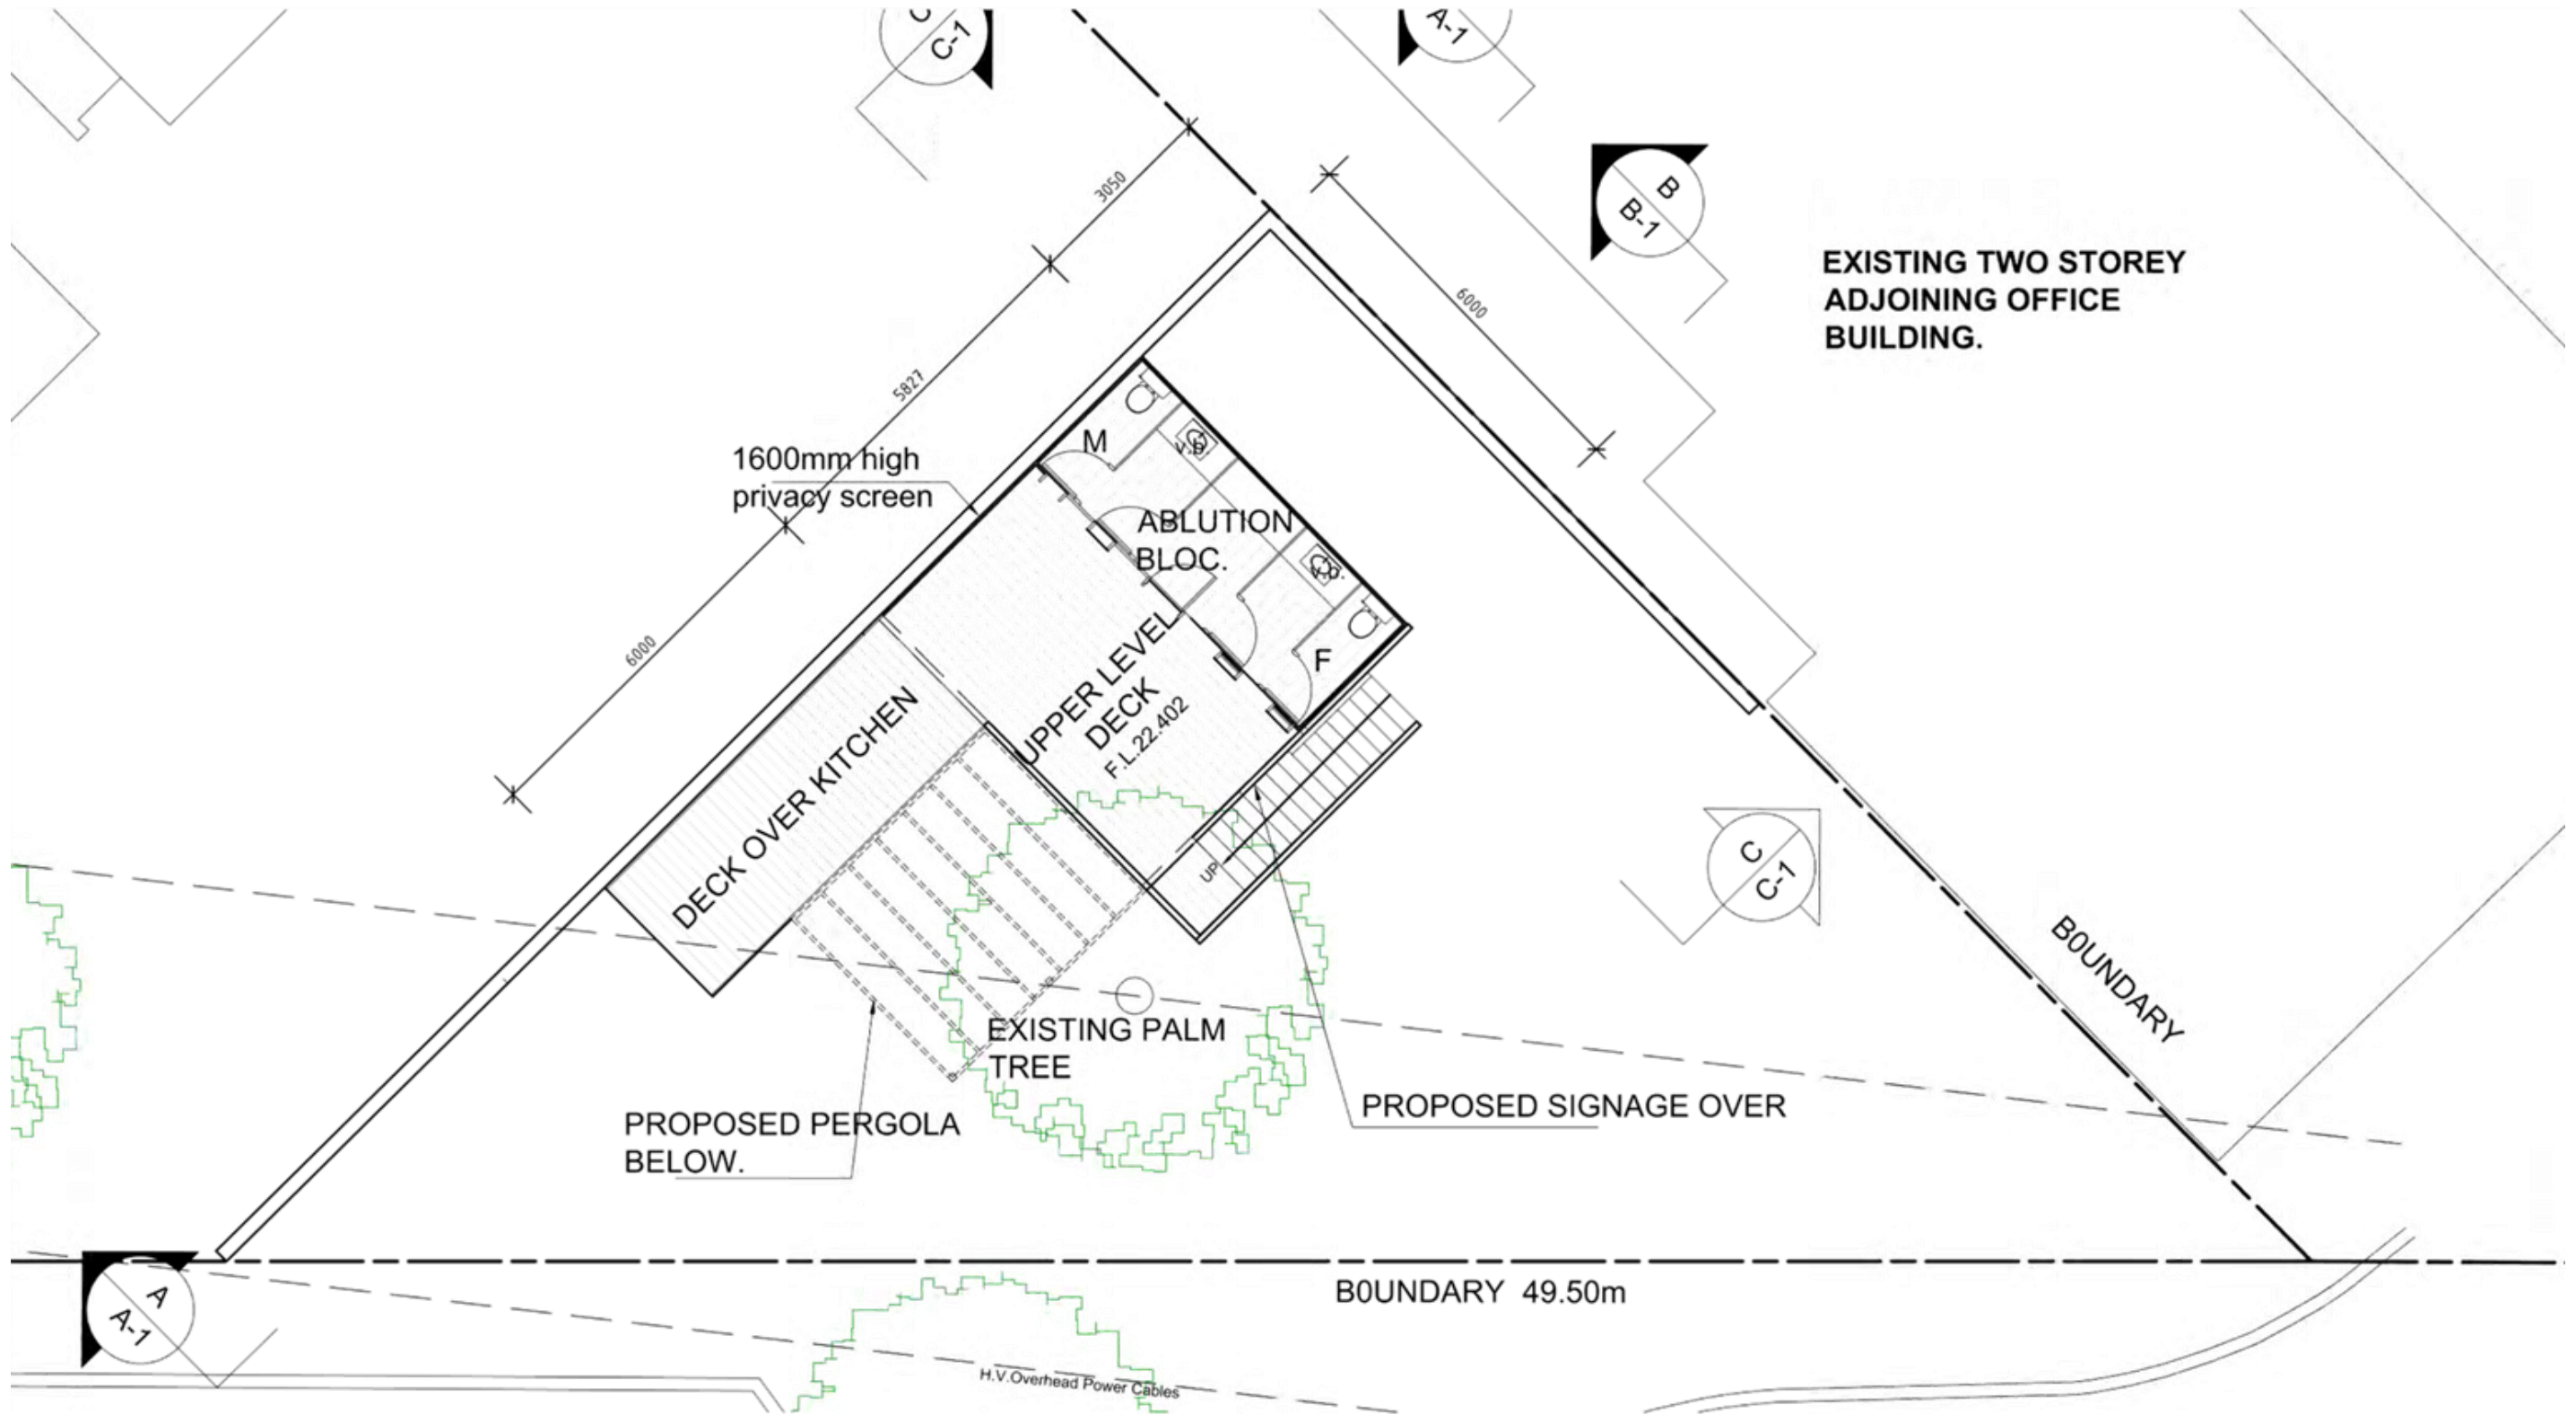 C-1
A-1
3050
B
B-1
6000
EXISTING TWO STOREY
ADJOINING OFFICE
BUILDING.
5827
M
v.b.
1600mm high
privacy screen
ABLUTION
BLOC.
v.b.
6000
F
UPPER LEVEL
DECK
F.L.22.402
DECK OVER KITCHEN
UP
C
C-1
B0UNDARY
EXISTING PALM
TREE
PROPOSED SIGNAGE OVER
PROPOSED PERGOLA
BELOW.
A
A-1
B0UNDARY 49.50m
H.V.Overhead Power Cables